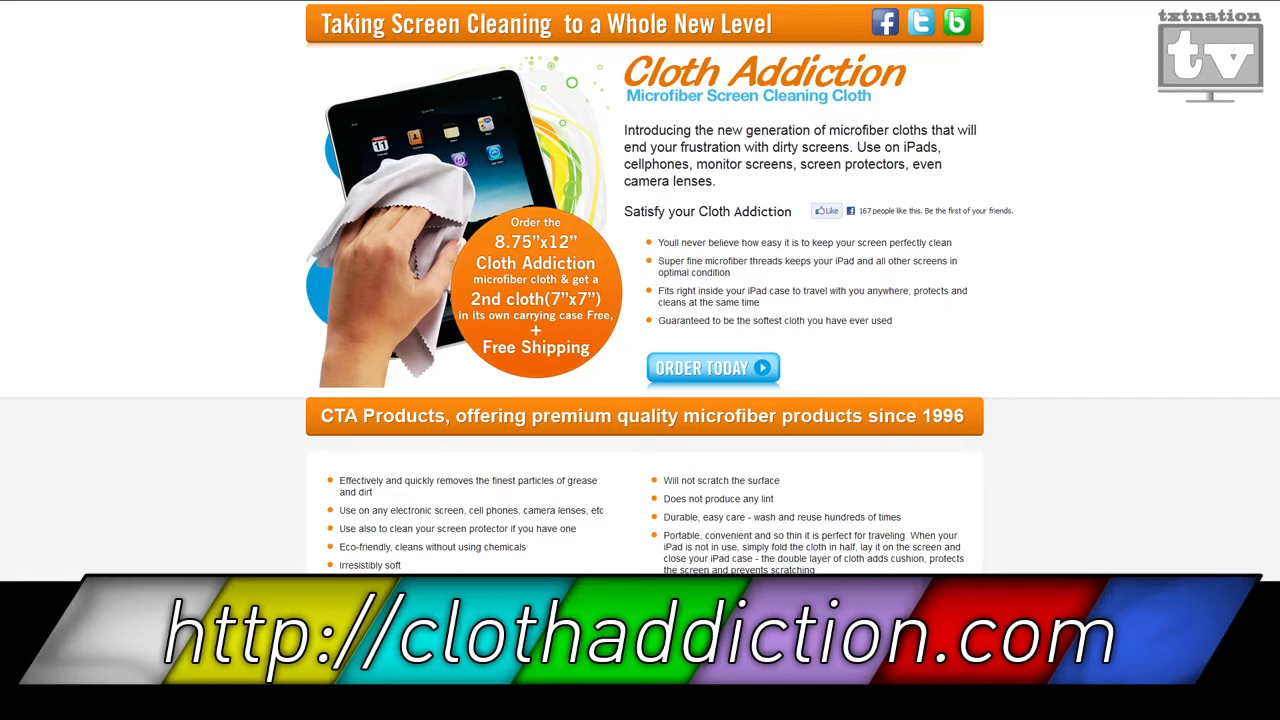 Taking Screen Cleaning to a Whole New Level
txtnation
tv
Cloth Addiction
Microfiber Screen Cleaning Cloth
Introducing the new generation of microfiber cloths that will
end your frustration with dirty screens. Use on iPads,
cellphones, monitor screens, screen protectors, even
camera lenses.
Satisfy your Cloth Addiction
Like
167 people like this. Be the first of your friends.
Order the
8.75”x12”
Cloth Addiction
microfiber cloth & get a
2nd cloth(7”x7”)
in its own carrying case Free,
+
Free Shipping
Youll never believe how easy it is to keep your screen perfectly clean
Super fine microfiber threads keeps your iPad and all other screens in
optimal condition
Fits right inside your iPad case to travel with you anywhere, protects and
cleans at the same time
Guaranteed to be the softest cloth you have ever used
ORDER TODAY
CTA Products, offering premium quality microfiber products since 1996
Effectively and quickly removes the finest particles of grease
and dirt
Use on any electronic screen, cell phones, camera lenses, etc
Use also to clean your screen protector if you have one
Eco-friendly, cleans without using chemicals
Irresistibly soft
Will not scratch the surface
Does not produce any lint
Durable, easy care - wash and reuse hundreds of times
Portable, convenient and so thin it is perfect for traveling. When your
iPad is not in use, simply fold the cloth in half, lay it on the screen and
close your iPad case - the double layer of cloth adds cushion, protects
the screen and prevents scratching
http://clothaddiction.com